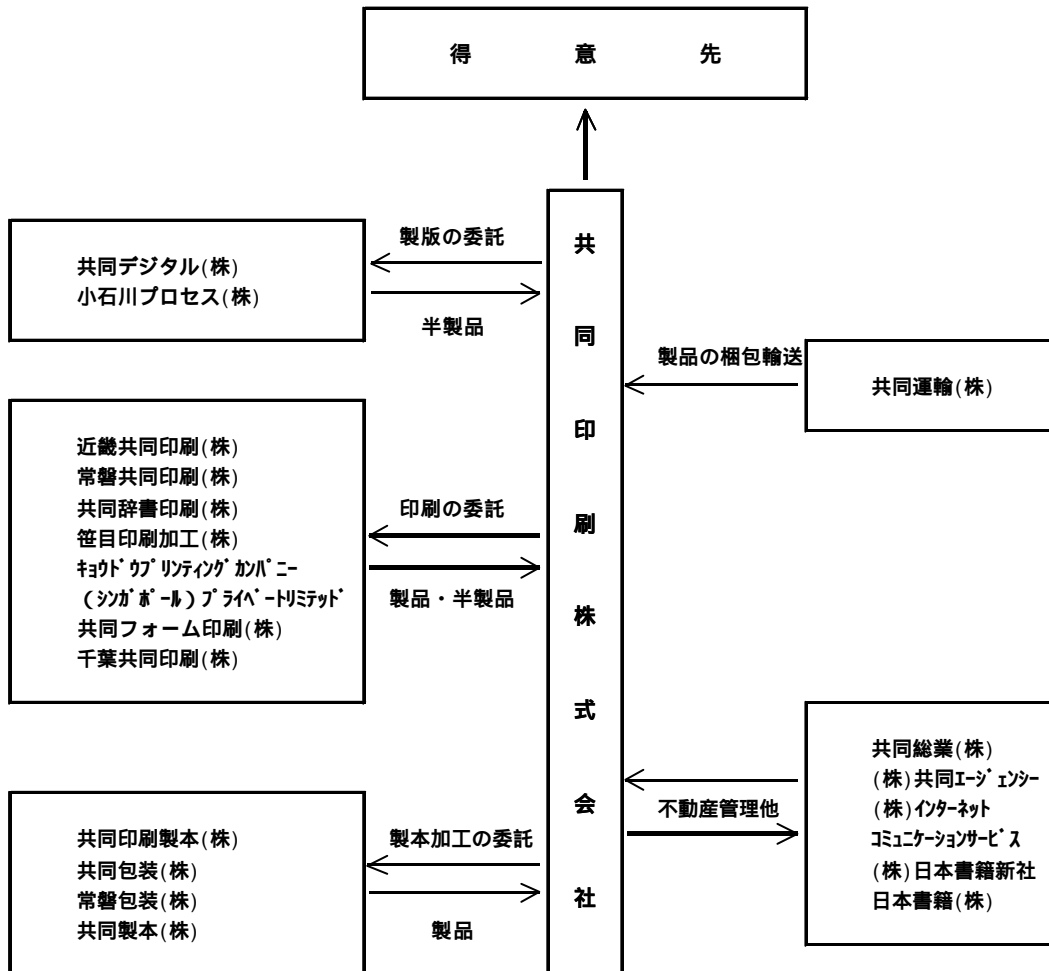 得 意 先
共同印刷株式会社
製版の委託
共同デジタル(株)
小石川プロセス(株)
半製品
製品の梱包輸送
共同運輸(株)
近畿共同印刷(株)
常磐共同印刷(株)
共同辞書印刷(株)
笹目印刷加工(株)
ｷｮｳﾄﾞｳﾌﾟﾘﾝﾃｨﾝｸﾞｶﾝﾊﾟﾆｰ
(ｼﾝｶﾞﾎﾟｰﾙ)ﾌﾟﾗｲﾍﾞｰﾄﾘﾐﾃｯﾄﾞ
共同フォーム印刷(株)
千葉共同印刷(株)
印刷の委託
製品・半製品
共同総業(株)
(株)共同ｴｰｼﾞｪﾝｼｰ
(株)ｲﾝﾀｰﾈｯﾄ
ｺﾐｭﾆｹｰｼｮﾝｻｰﾋﾞｽ
(株)日本書籍新社
日本書籍(株)
不動産管理他
共同印刷製本(株)
共同包装(株)
常磐包装(株)
共同製本(株)
製本加工の委託
製品